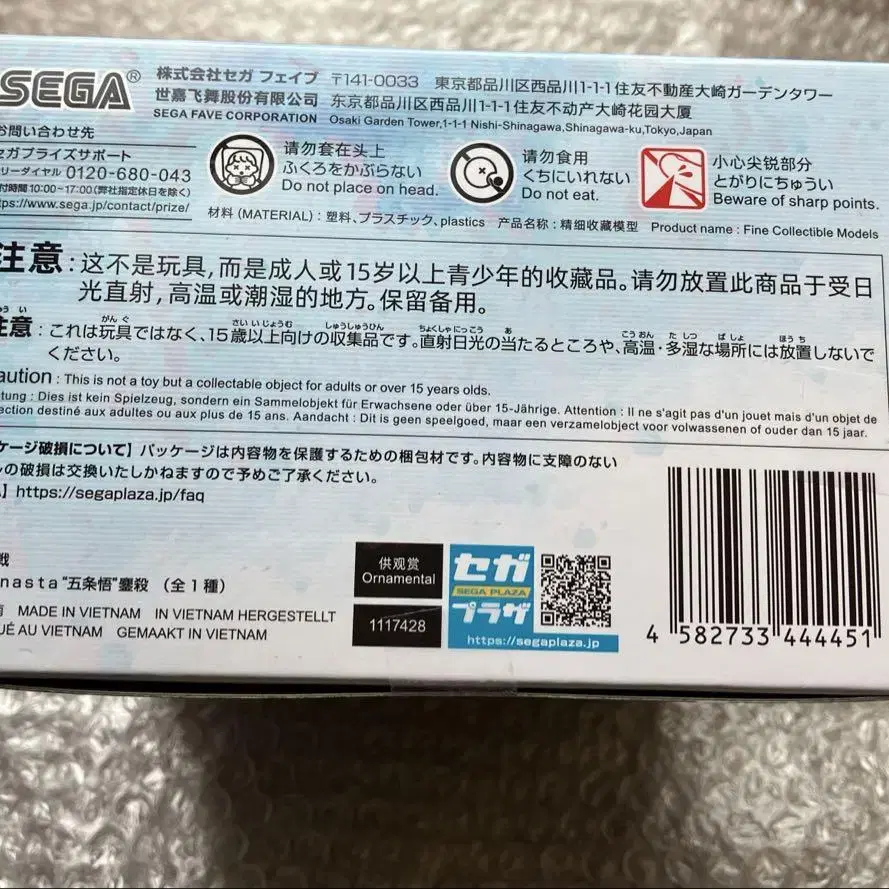 SEGA®
株式会社セガ フェイブ 〒141-0033 東京都品川区西品川1-1-1 住友不動産大崎ガーデンタワー
世嘉飞舞股份有限公司 东京都品川区西品川1-1-1 住友不动产大崎花园大厦
SEGA FAVE CORPORATION Osaki Garden Tower,1-1-1 Nishi-Shinagawa,Shinagawa-ku,Tokyo,Japan
お問い合わせ先
セガプライズサポート
リーダイヤル 0120-680-043
付時間 10:00~17:00(弊社指定休日を除く)
ttps://www.sega.jp/contact/prize/
请勿套在头上
ふくろをかぶらない
Do not place on head.
请勿食用
くちにいれない
Do not eat.
小心尖锐部分
とがりにちゅうい
Beware of sharp points.
材料 (MATERIAL) : 塑料、プラスチック、plastics 产品名称 : 精细收藏模型 Product name : Fine Collectible Models
注意 : 这不是玩具,而是成人或15岁以上青少年的收藏品。请勿放置此商品于受日
光直射,高温或潮湿的地方。保留备用。
意 : これは玩具ではなく、15歳以上向けの収集品です。直射日光の当たるところや、高温・多湿な場所には放置しないで
ください。
aution : This is not a toy but a collectable object for adults or over 15 years olds.
tung : Dies ist kein Spielzeug, sondern ein Sammelobjekt für Erwachsene oder über 15-Jährige. Attention : Il ne s'agit pas d'un jouet mais d'un objet de
ection destiné aux adultes ou aux plus de 15 ans. Aandacht : Dit is geen speelgoed, maar een verzamelobject voor volwassenen of ouder dan 15 jaar.
ケージ破損について】パッケージは内容物を保護するための梱包材です。内容物に支障のない
の破損は交換いたしかねますので予めご了承ください。
】https://segaplaza.jp/faq
戦
nasta"五条悟"鏖殺 (全1種)
MADE IN VIETNAM IN VIETNAM HERGESTELLT
UÉ AU VIETNAM GEMAAKT IN VIETNAM
供观赏
Ornamental
1117428
セガ
SEGA PLAZA
プラザ
https://segaplaza.jp
4 582733 444451